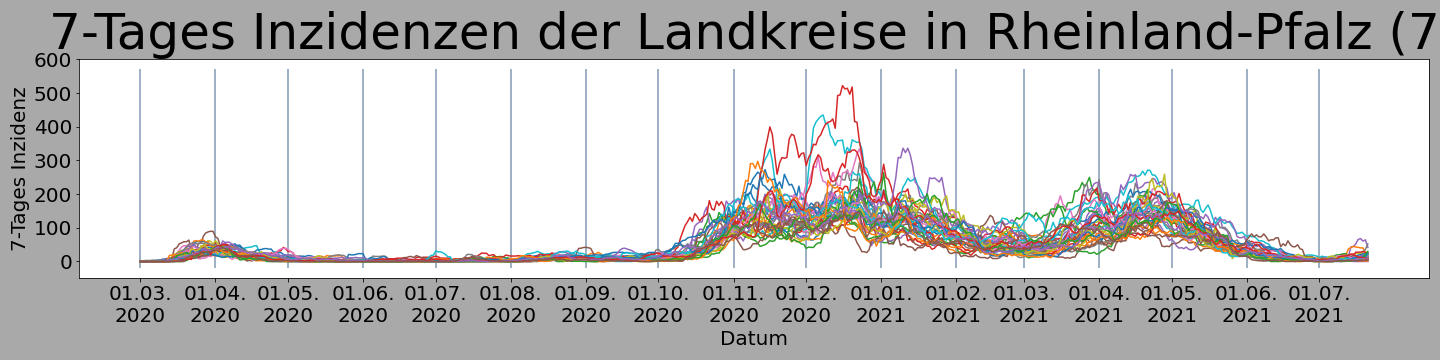 7-Tages Inzidenzen der Landkreise in Rheinland-Pfalz (7
7-Tages Inzidenz
600
500
400
300
200
100
0
01.03. 01.04. 01.05. 01.06. 01.07. 01.08. 01.09. 01.10. 01.11. 01.12. 01.01. 01.02. 01.03. 01.04. 01.05. 01.06. 01.07.
2020 2020 2020 2020 2020 2020 2020 2020 2020 2020 2021 2021 2021 2021 2021 2021 2021
Datum